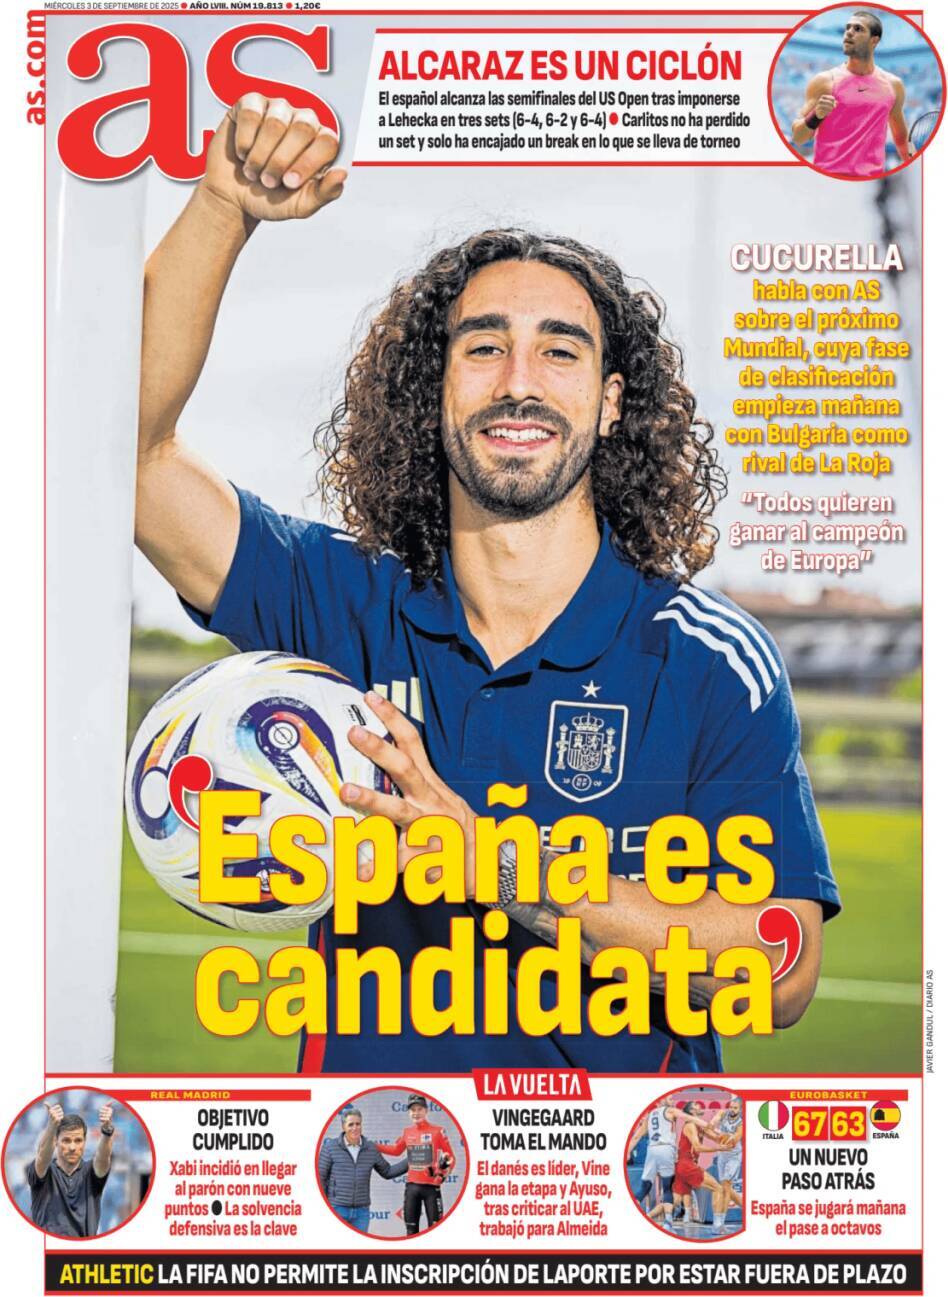 MIÉRCOLES 3 DE SEPTIEMBRE DE 2025 ● AÑO LVIII. NÚM 19.813 ● 1,20€
as.com
as
ALCARAZ ES UN CICLÓN
El español alcanza las semifinales del US Open tras imponerse
a Lehecka en tres sets (6-4, 6-2 y 6-4) ● Carlitos no ha perdido
un set y solo ha encajado un break en lo que se lleva de torneo
CUCURELLA
habla con AS
sobre el próximo
Mundial, cuya fase
de clasificación
empieza mañana
con Bulgaria como
rival de La Roja
"Todos quieren
ganar al campeón
de Europa"
‘España es
candidata’
JAVIER GANDUL / DIARIO AS
REAL MADRID
OBJETIVO
CUMPLIDO
Xabi incidió en llegar
al parón con nueve
puntos ● La solvencia
defensiva es la clave
LA VUELTA
VINGEGAARD
TOMA EL MANDO
El danés es líder, Vine
gana la etapa y Ayuso,
tras criticar al UAE,
trabajó para Almeida
EUROBASKET
67 63
ITALIA ESPAÑA
UN NUEVO
PASO ATRÁS
España se jugará mañana
el pase a octavos
ATHLETIC LA FIFA NO PERMITE LA INSCRIPCIÓN DE LAPORTE POR ESTAR FUERA DE PLAZO